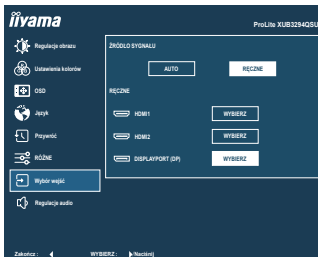 iiyama
ProLite XUB3294QSU
Regulacje obrazu
Ustawienia kolorów
OSD
Język
Przywróć
RÓŻNE
Wybór wejść
Regulacje audio
ŹRÓDŁO SYGNAŁU
AUTO RĘCZNE
RĘCZNE
HDMI1 WYBIERZ
HDMI2 WYBIERZ
DISPLAYPORT (DP) WYBIERZ
Zakończ : WYBIERZ : Naciśnij